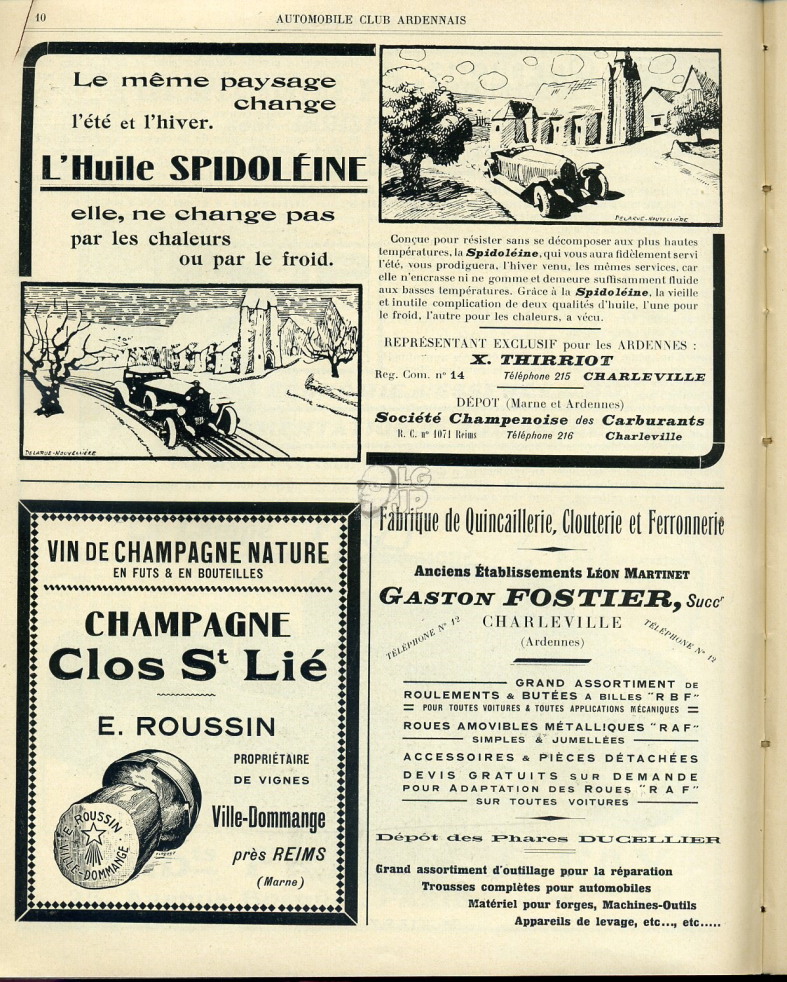 10
AUTOMOBILE CLUB ARDENNAIS
Le même paysage
change
l'été et l'hiver.
L'Huile SPIDOLÉINE
elle, ne change pas
par les chaleurs
ou par le froid.
DELARUE-NOUVELLIÈRE
DELARUE-NOUVELLIÈRE
Conçue pour résister sans se décomposer aux plus hautes
températures, la Spidoléine, qui vous aura fidèlement servi
l'été, vous prodiguera, l'hiver venu, les mêmes services, car
elle n'encrasse ni ne gomme et demeure suffisamment fluide
aux basses températures. Grâce à la Spidoléine, la vieille
et inutile complication de deux qualités d'huile, l'une pour
le froid, l'autre pour les chaleurs, a vécu.
REPRÉSENTANT EXCLUSIF pour les ARDENNES :
X. THIRRIOT
Reg. Com. nº 14 Téléphone 215 CHARLEVILLE
DÉPOT (Marne et Ardennes)
Société Champenoise des Carburants
R. C. nº 1071 Reims Téléphone 216 Charleville
LG
HP
VIN DE CHAMPAGNE NATURE
EN FUTS & EN BOUTEILLES
CHAMPAGNE
Clos St Lié
E. ROUSSIN
PROPRIÉTAIRE
DE VIGNES
Ville-Dommange
près REIMS
(Marne)
E. ROUSSIN
VILLE-DOMMANGE
Fabrique de Quincaillerie, Clouterie et Ferronnerie
Anciens Établissements LÉON MARTINET
GASTON FOSTIER, Succr
CHARLEVILLE
(Ardennes)
TÉLÉPHONE Nº 12
TÉLÉPHONE Nº 12
GRAND ASSORTIMENT DE
ROULEMENTS & BUTÉES A BILLES "RBF"
POUR TOUTES VOITURES & TOUTES APPLICATIONS MÉCANIQUES
ROUES AMOVIBLES MÉTALLIQUES "RAF"
SIMPLES & JUMELLÉES
ACCESSOIRES & PIÈCES DÉTACHÉES
DEVIS GRATUITS SUR DEMANDE
POUR ADAPTATION DES ROUES "RAF"
SUR TOUTES VOITURES
Dépôt des Phares DUCELLIER
Grand assortiment d'outillage pour la réparation
Trousses complètes pour automobiles
Matériel pour forges, Machines-Outils
Appareils de levage, etc..., etc.....